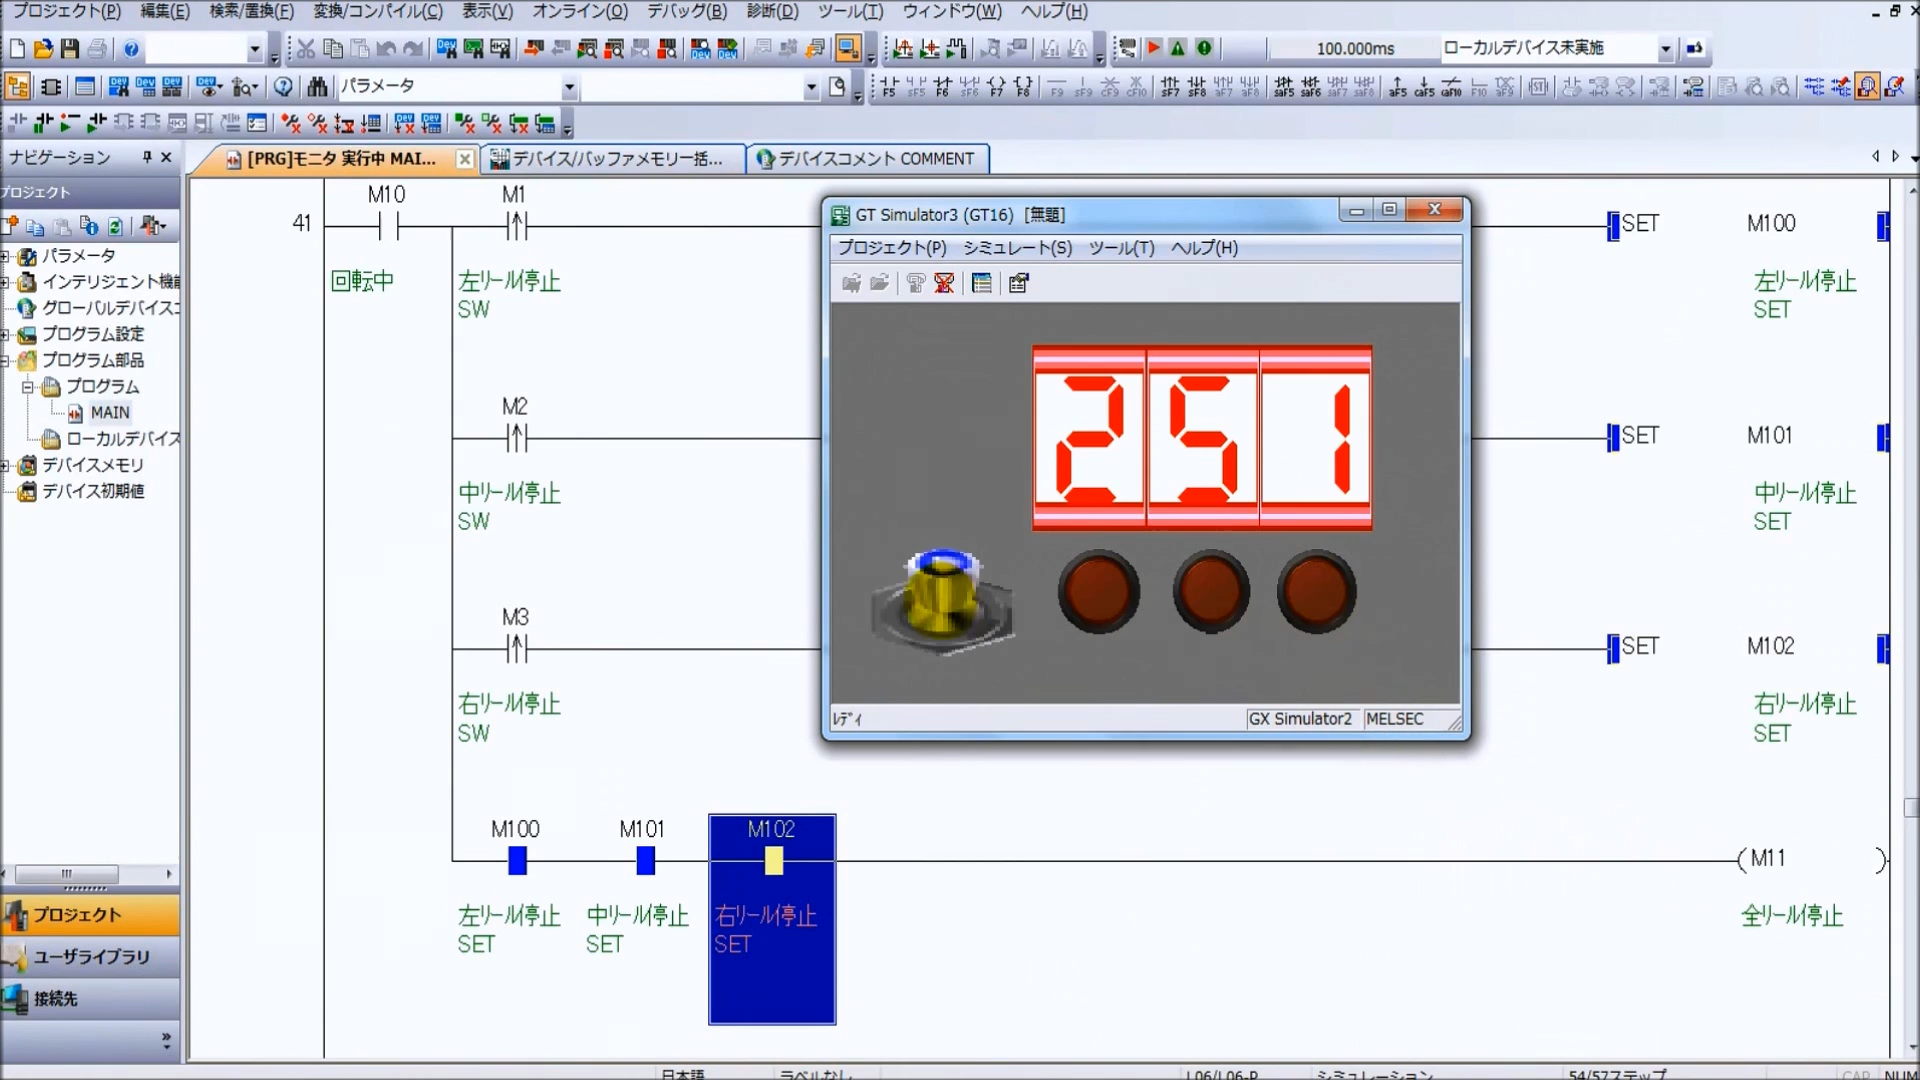 プロジェクト(P) 編集(E) 検索/置換(F) 変換/コンパイル(C) 表示(V) オンライン(O) デバッグ(B) 診断(D) ツール(T) ウィンドウ(W) ヘルプ(H)
100.000ms ローカルデバイス未実施
パラメータ
ナビゲーション
[PRG]モニタ 実行中 MAI...
デバイス/バッファメモリ一括...
デバイスコメント COMMENT
プロジェクト
パラメータ
インテリジェント機能
グローバルデバイスコ
プログラム設定
プログラム部品
プログラム
MAIN
ローカルデバイス
デバイスメモリ
デバイス初期値
プロジェクト
ユーザライブラリ
接続先
41
M10
回転中
M1
左リール停止
SW
SET M100
左リール停止
SET
M2
中リール停止
SW
SET M101
中リール停止
SET
M3
右リール停止
SW
SET M102
右リール停止
SET
M100
左リール停止
SET
M101
中リール停止
SET
M102
右リール停止
SET
M11
全リール停止
GT Simulator3 (GT16) [無題]
プロジェクト(P) シミュレート(S) ツール(T) ヘルプ(H)
251
レディ
GX Simulator2 MELSEC
日本語 ラベルなし L06/L06-P シミュレーション 54/57ステップ CAP NUM